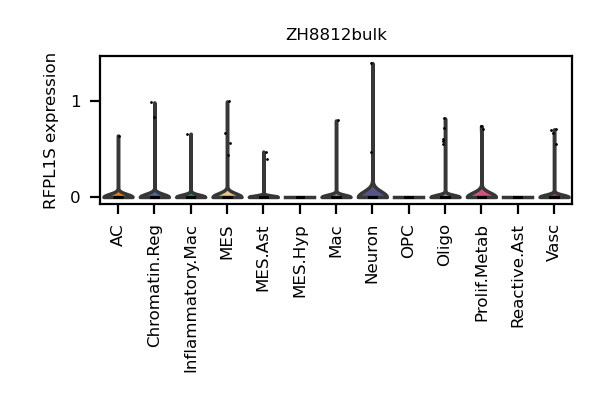 ZH8812bulk
RFPL1S expression
1
0
AC
Chromatin.Reg
Inflammatory.Mac
MES
MES.Ast
MES.Hyp
Mac
Neuron
OPC
Oligo
Prolif.Metab
Reactive.Ast
Vasc